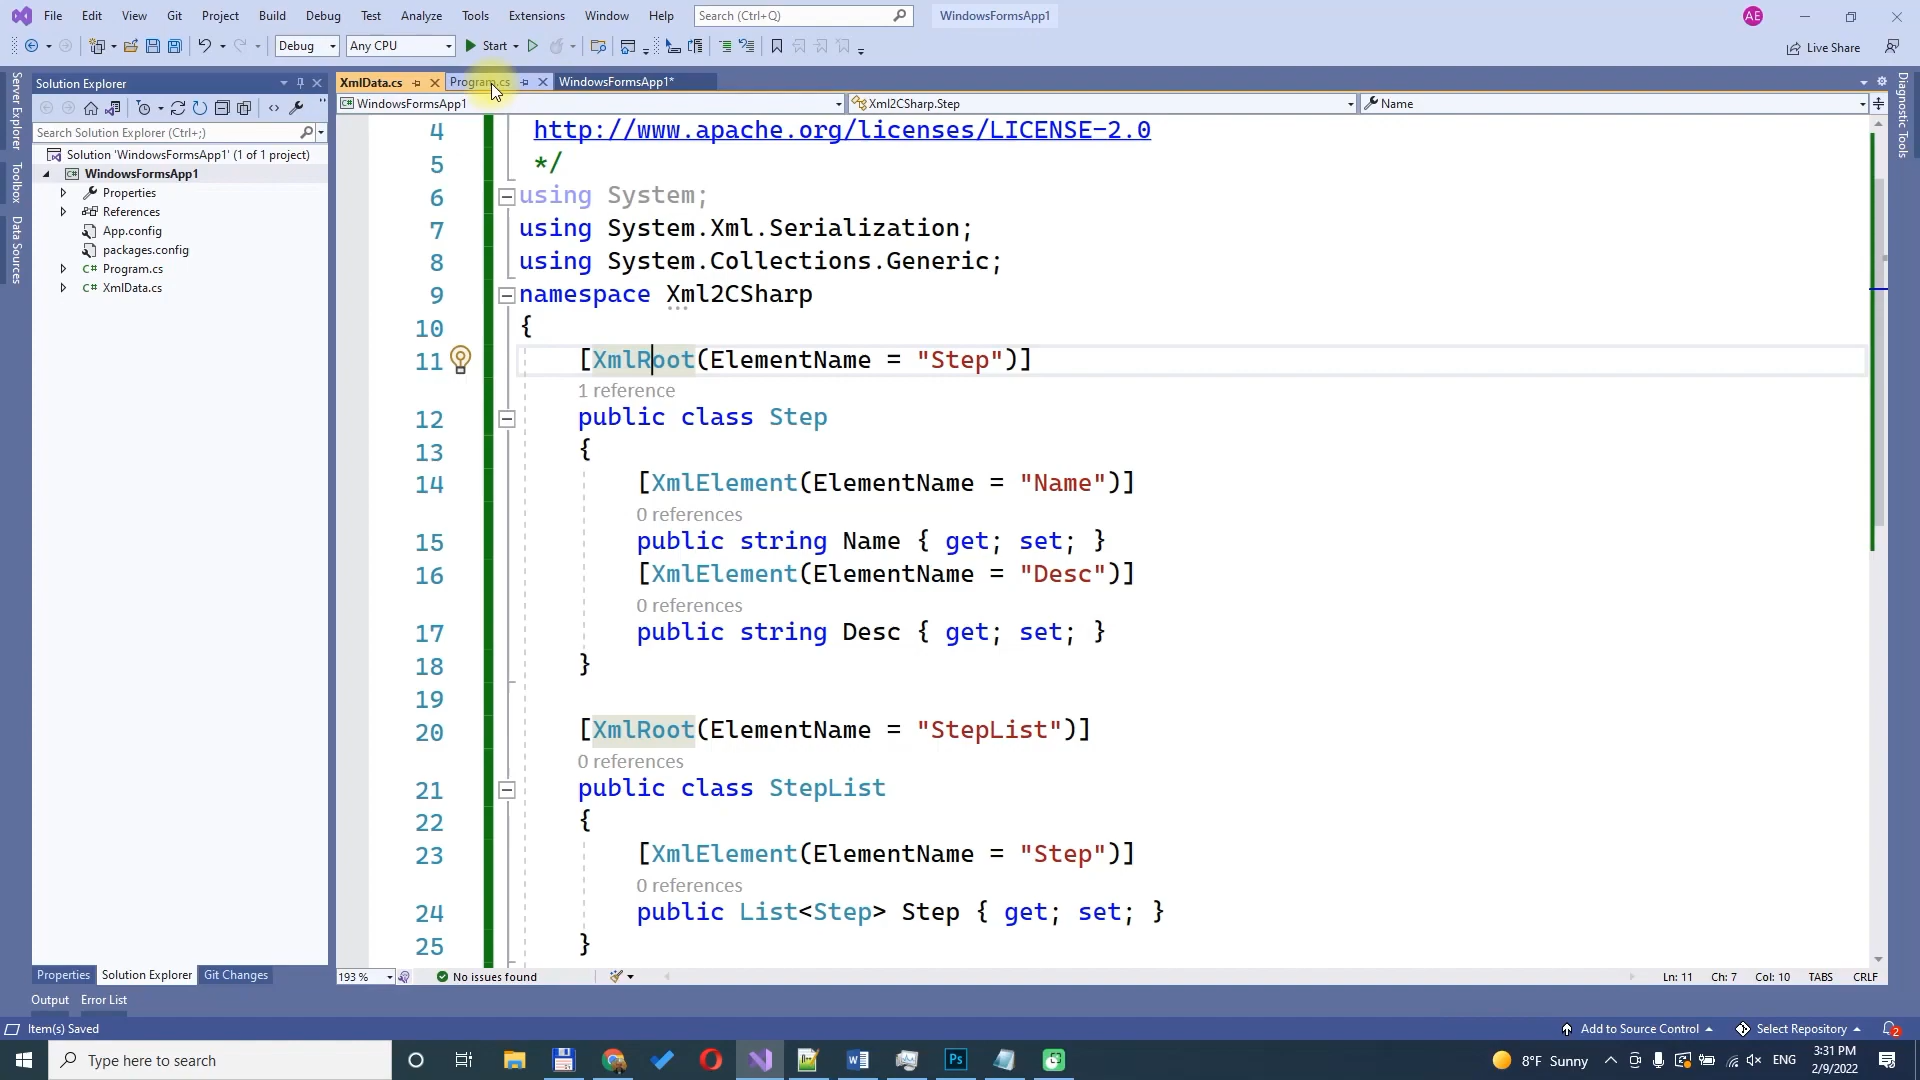 File Edit View Git Project Build Debug Test Analyze Tools Extensions Window Help Search (Ctrl+Q) WindowsFormsApp1 AE
Debug Any CPU Start Live Share
Server Explorer
Toolbox
Data Sources
Diagnostic Tools
Solution Explorer
Search Solution Explorer (Ctrl+;)
Solution 'WindowsFormsApp1' (1 of 1 project)
WindowsFormsApp1
Properties
References
App.config
packages.config
C# Program.cs
C# XmlData.cs
XmlData.cs Program.cs WindowsFormsApp1*
WindowsFormsApp1 Xml2CSharp.Step Name
4 http://www.apache.org/licenses/LICENSE-2.0
5 */
6 using System;
7 using System.Xml.Serialization;
8 using System.Collections.Generic;
9 namespace Xml2CSharp
10 {
11 [XmlRoot(ElementName = "Step")]
1 reference
12 public class Step
13 {
14 [XmlElement(ElementName = "Name")]
0 references
15 public string Name { get; set; }
16 [XmlElement(ElementName = "Desc")]
0 references
17 public string Desc { get; set; }
18 }
19
20 [XmlRoot(ElementName = "StepList")]
0 references
21 public class StepList
22 {
23 [XmlElement(ElementName = "Step")]
0 references
24 public List<Step> Step { get; set; }
25 }
Properties Solution Explorer Git Changes
193 % No issues found Ln: 11 Ch: 7 Col: 10 TABS CRLF
Output Error List
Item(s) Saved Add to Source Control Select Repository 2
Type here to search 8°F Sunny ENG 3:31 PM
2/9/2022